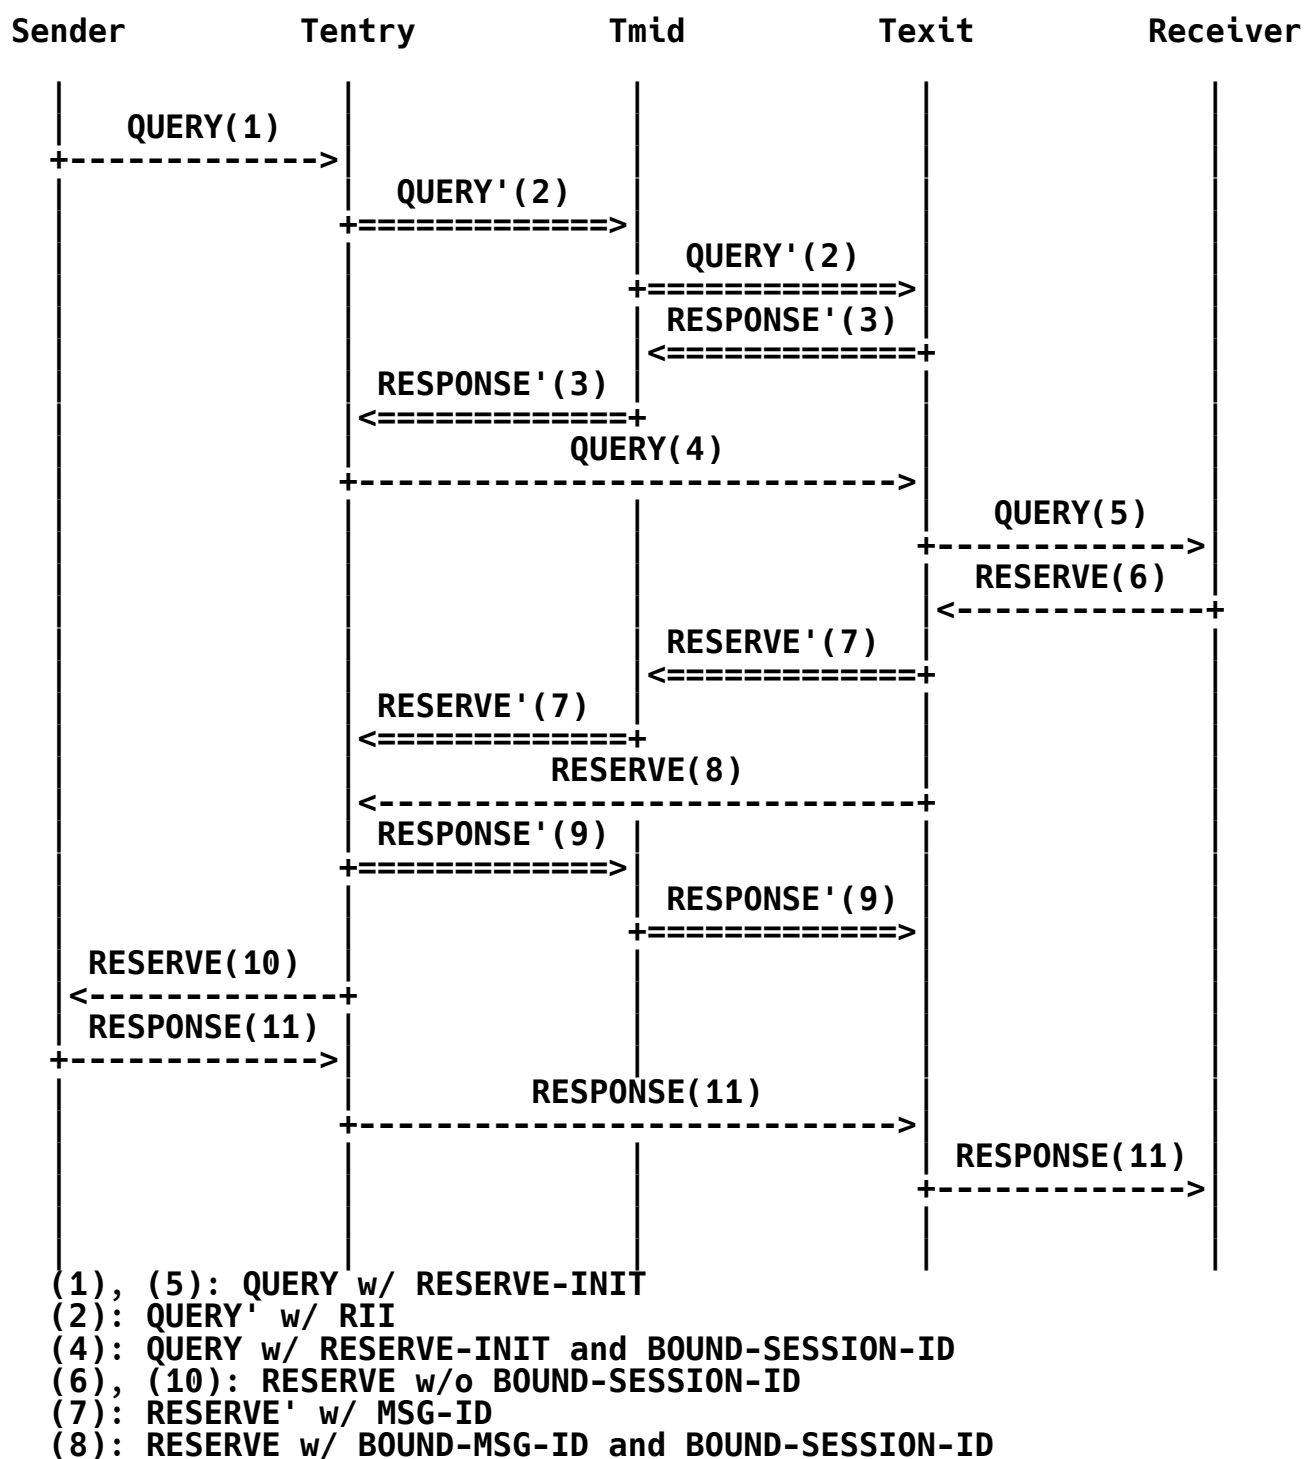 Sender Tentry Tmid Texit Receiver
QUERY(1)
QUERY'(2)
QUERY'(2)
RESPONSE'(3)
RESPONSE'(3)
QUERY(4)
QUERY(5)
RESERVE(6)
RESERVE'(7)
RESERVE'(7)
RESERVE(8)
RESPONSE'(9)
RESPONSE'(9)
RESERVE(10)
RESPONSE(11)
RESPONSE(11)
RESPONSE(11)
(1), (5): QUERY w/ RESERVE-INIT
(2): QUERY' w/ RII
(4): QUERY w/ RESERVE-INIT and BOUND-SESSION-ID
(6), (10): RESERVE w/o BOUND-SESSION-ID
(7): RESERVE' w/ MSG-ID
(8): RESERVE w/ BOUND-MSG-ID and BOUND-SESSION-ID